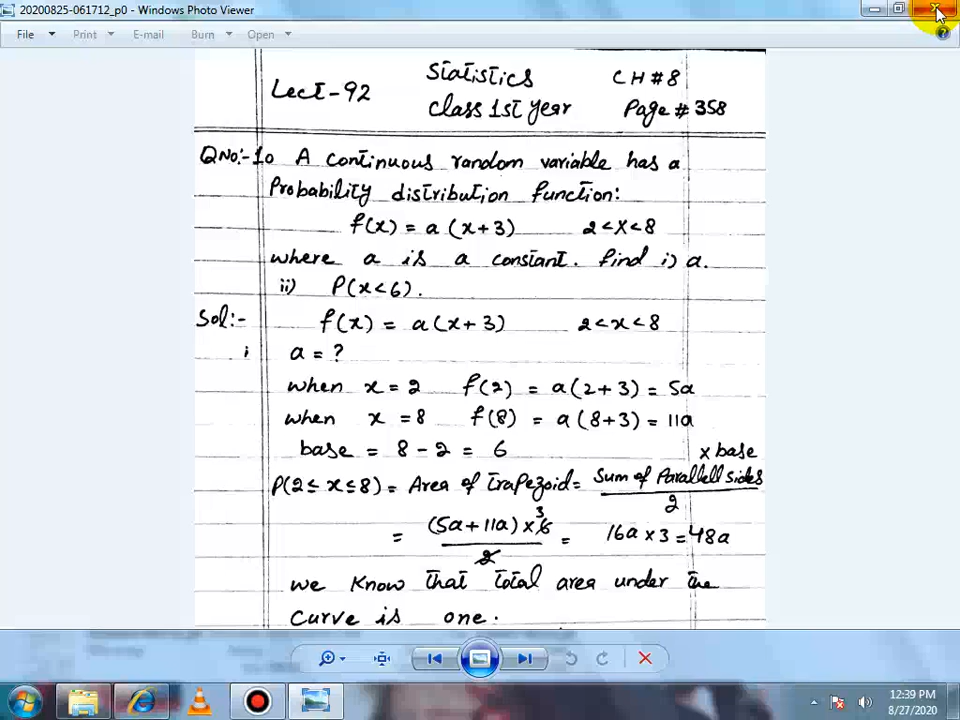 20200825-061712_p0 - Windows Photo Viewer
File Print E-mail Burn Open
Lect-92 Statistics CH # 8
Class 1st year Page # 358
Q No:-10 A continuous random variable has a
Probability distribution function:
f(x) = a (x+3) 2<X<8
where a is a constant. find i) a.
ii) P(x<6).
Sol:- f(x) = a(x+3) 2<x<8
i a = ?
when x = 2 f(2) = a(2+3) = 5a
when x = 8 f(8) = a(8+3) = 11a
base = 8 - 2 = 6
P(2≤ x ≤8) = Area of Trapezoid = Sum of Parallell sides x base / 2
= (5a+11a) x 6 3 / 2 = 16a x 3 = 48a
we know that total area under the
curve is one.
12:39 PM
8/27/2020